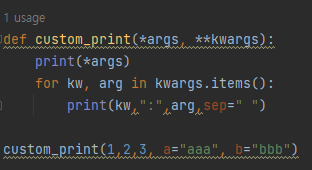 1 usage
def custom_print(*args, **kwargs):
    print(*args)
    for kw, arg in kwargs.items():
        print(kw,":",arg,sep=" ")
custom_print(1,2,3, a="aaa", b="bbb")